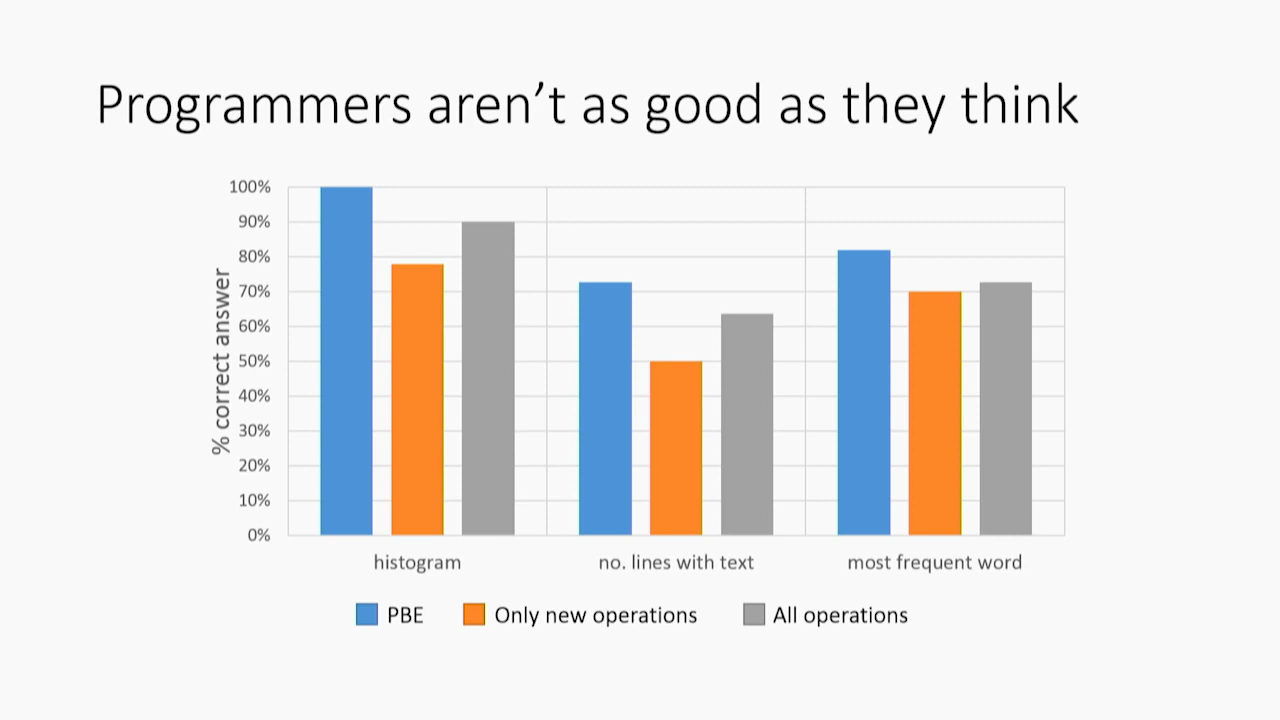 Programmers aren't as good as they think
% correct answer
100%
90%
80%
70%
60%
50%
40%
30%
20%
10%
0%
histogram
no. lines with text
most frequent word
PBE
Only new operations
All operations